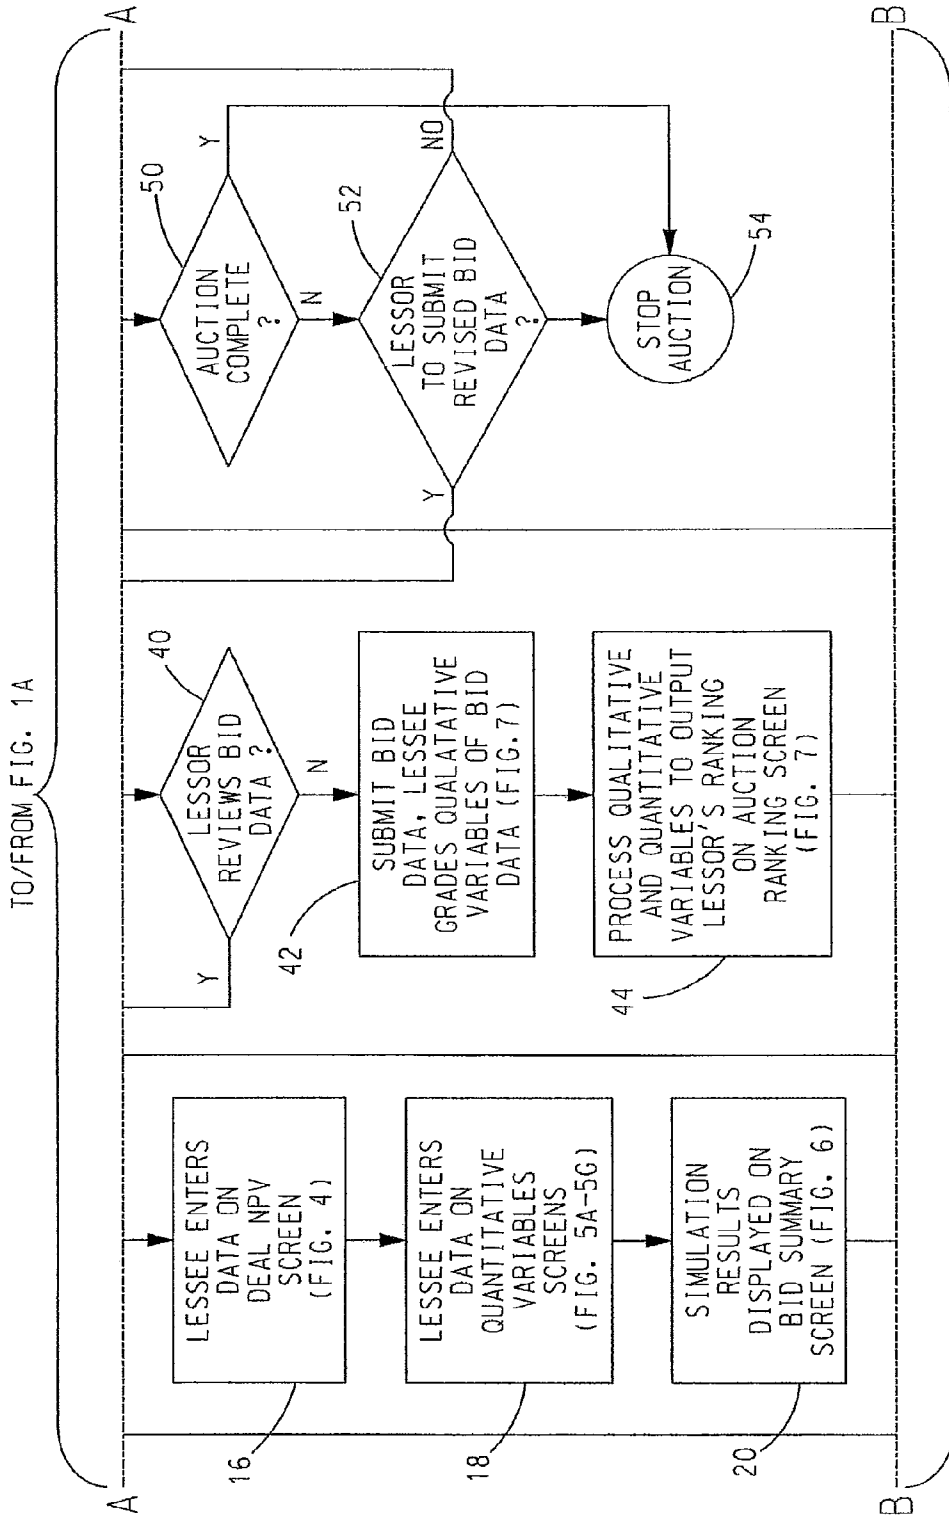 TO/FROM FIG. 1A
A
A
16
LESSEE ENTERS
DATA ON
DEAL NPV
SCREEN
(FIG. 4)
18
LESSEE ENTERS
DATA ON
QUANTITATIVE
VARIABLES
SCREENS
(FIG. 5A-5G)
20
SIMULATION
RESULTS
DISPLAYED ON
BID SUMMARY
SCREEN (FIG. 6)
40
LESSOR
REVIEWS BID
DATA ?
Y
N
42
SUBMIT BID
DATA, LESSEE
GRADES QUALATATIVE
VARIABLES OF BID
DATA (FIG.7)
44
PROCESS QUALITATIVE
AND QUANTITATIVE
VARIABLES TO OUTPUT
LESSOR'S RANKING
ON AUCTION
RANKING SCREEN
(FIG. 7)
50
AUCTION
COMPLETE
?
Y
N
52
LESSOR
TO SUBMIT
REVISED BID
DATA
?
Y
NO
STOP
AUCTION
54
B
B